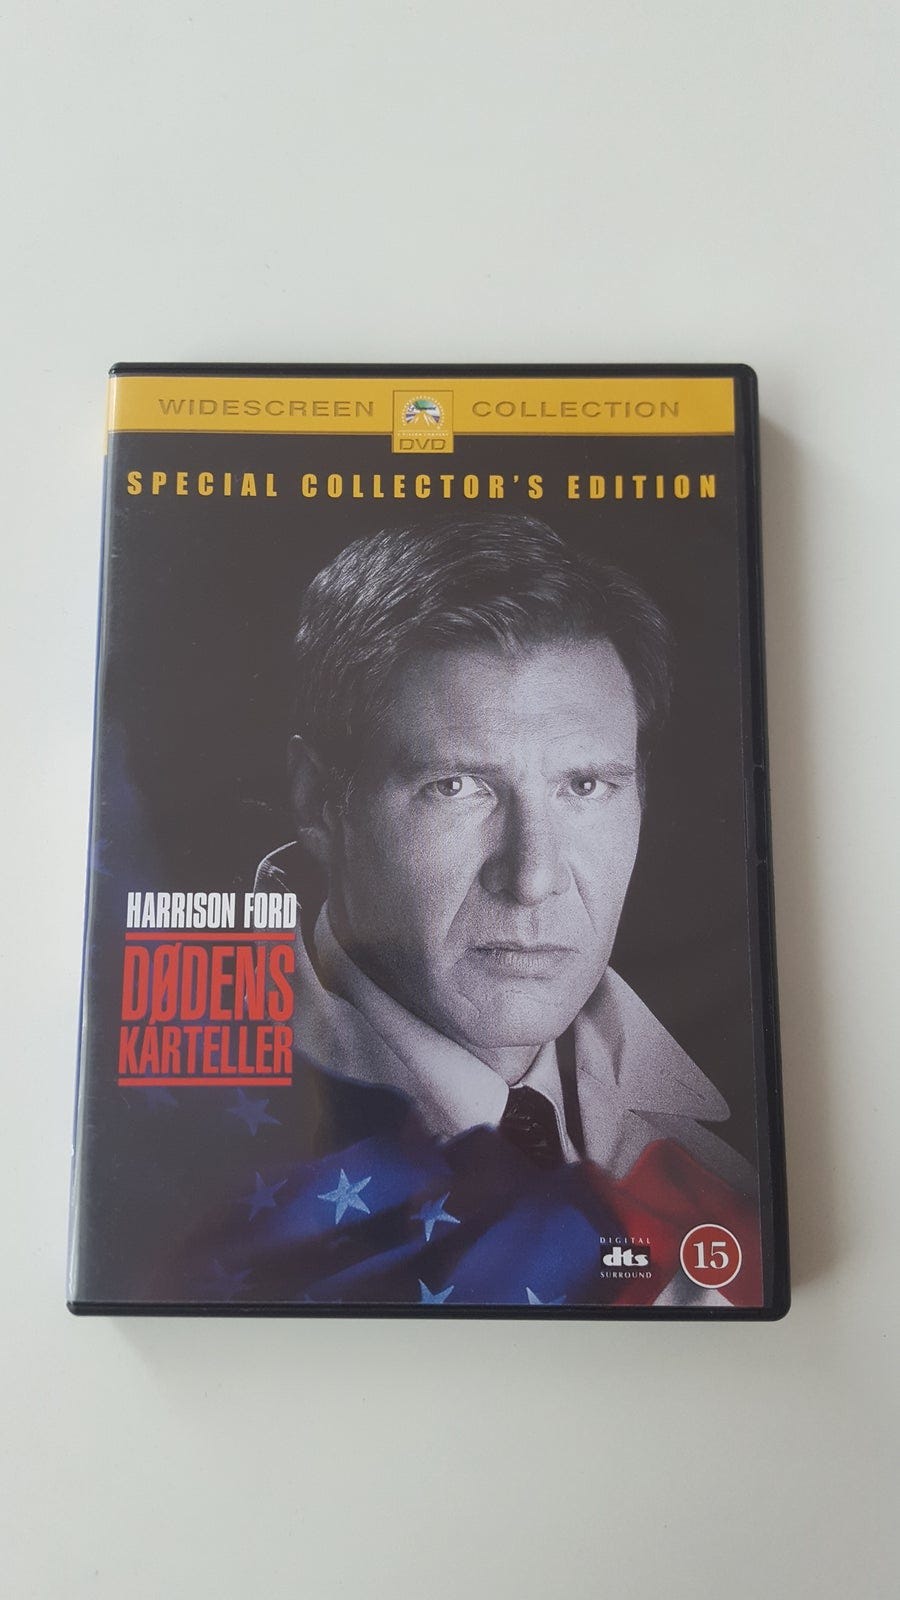 WIDESCREEN COLLECTION
DVD
SPECIAL COLLECTOR'S EDITION
HARRISON FORD
DØDENS
KARTELLER
DIGITAL
dts
SURROUND
15